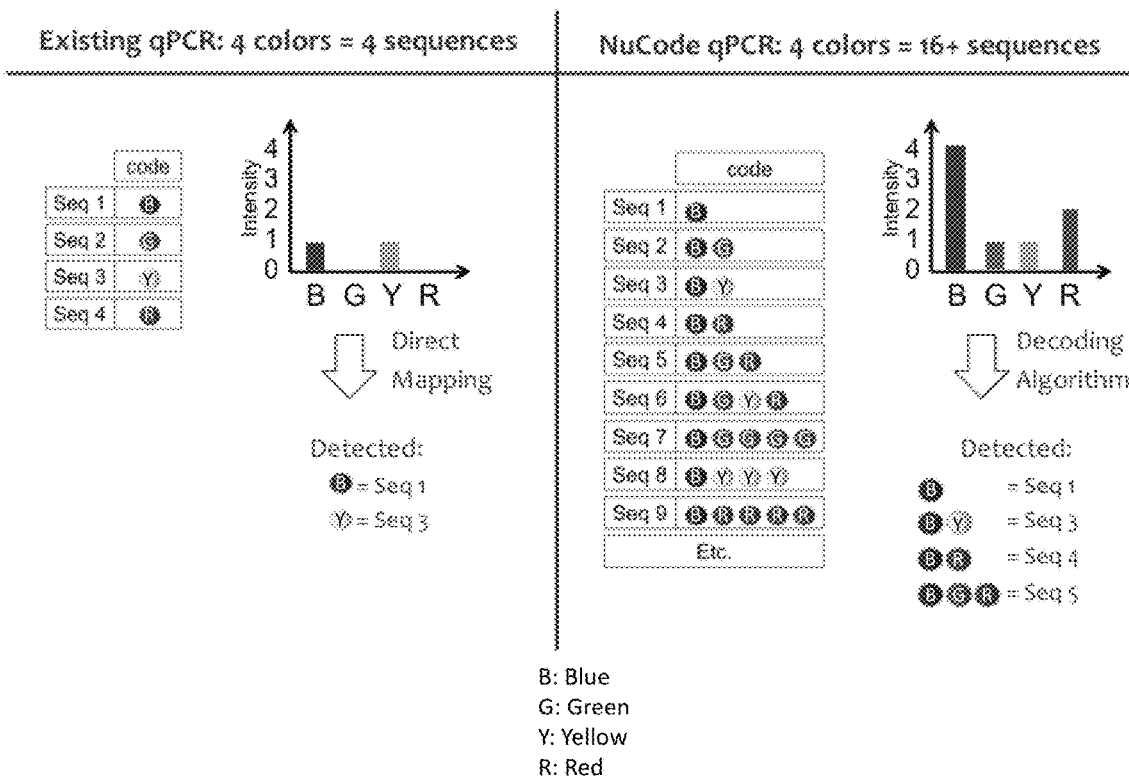 Existing qPCR: 4 colors = 4 sequences
code
Seq 1 B
Seq 2 G
Seq 3 Y
Seq 4 R
Intensity
4
3
2
1
0
B G Y R
Direct
Mapping
Detected:
B = Seq 1
Y = Seq 3
NuCode qPCR: 4 colors = 16+ sequences
code
Seq 1 B
Seq 2 B G
Seq 3 B Y
Seq 4 B R
Seq 5 B G R
Seq 6 B G Y R
Seq 7 B G G G G
Seq 8 B Y Y Y
Seq 9 B R R R R
Etc.
Intensity
4
3
2
1
0
B G Y R
Decoding
Algorithm
Detected:
B = Seq 1
B Y = Seq 3
B R = Seq 4
B G R = Seq 5
B: Blue
G: Green
Y: Yellow
R: Red